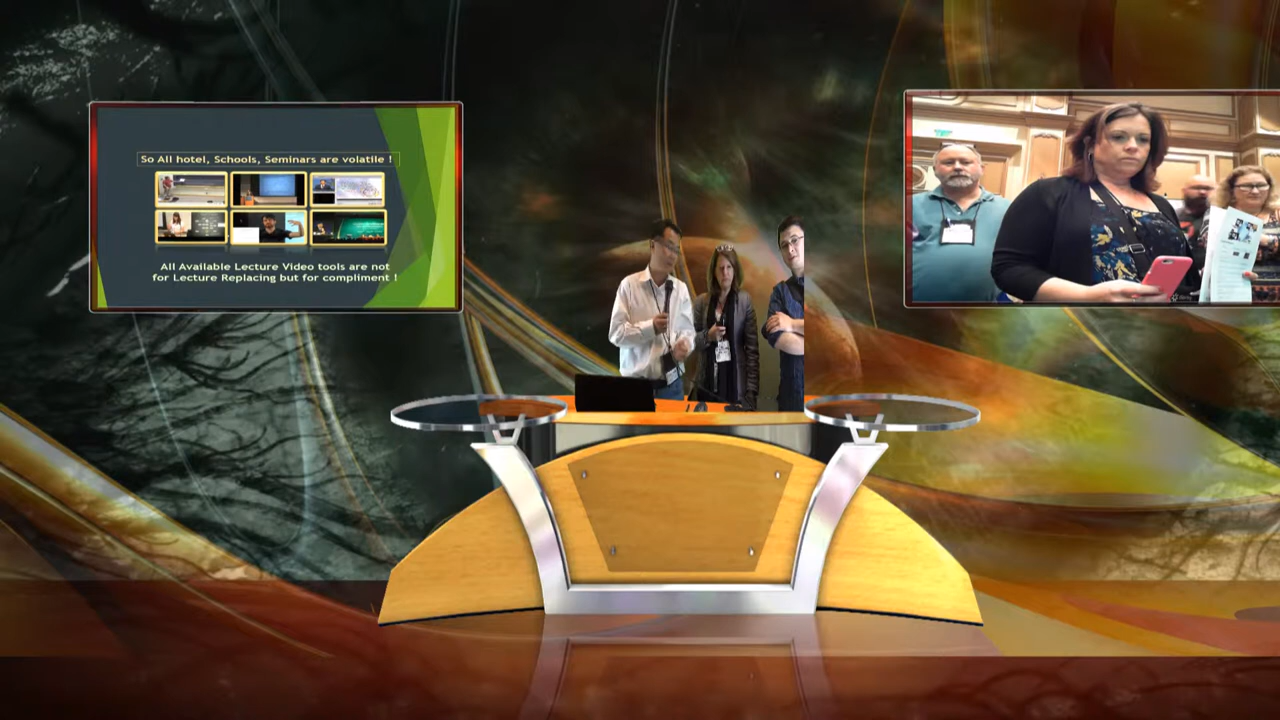 So All hotel, Schools, Seminars are volatile !
All Available Lecture Video tools are not
for Lecture Replacing but for compliment !